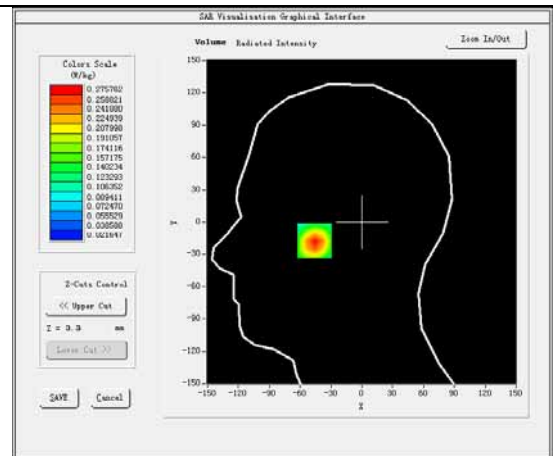 SAR Visualisation Graphical Interface
Volume Radiated Intensity
Zoom In/Out
Colors Scale
(W/kg)
0.275762
0.258821
0.241880
0.224939
0.207998
0.191057
0.174116
0.157175
0.140234
0.123293
0.106352
0.089411
0.072470
0.055529
0.038588
0.021647
Z-Cuts Control
<< Upper Cut
Z = 3.3 mm
Lower Cut >>
SAVE
Cancel
150
90
60
30
0
-30
-60
-90
-120
-150
Y
-150 -120 -90 -60 -30 0 30 60 90 120 150
X